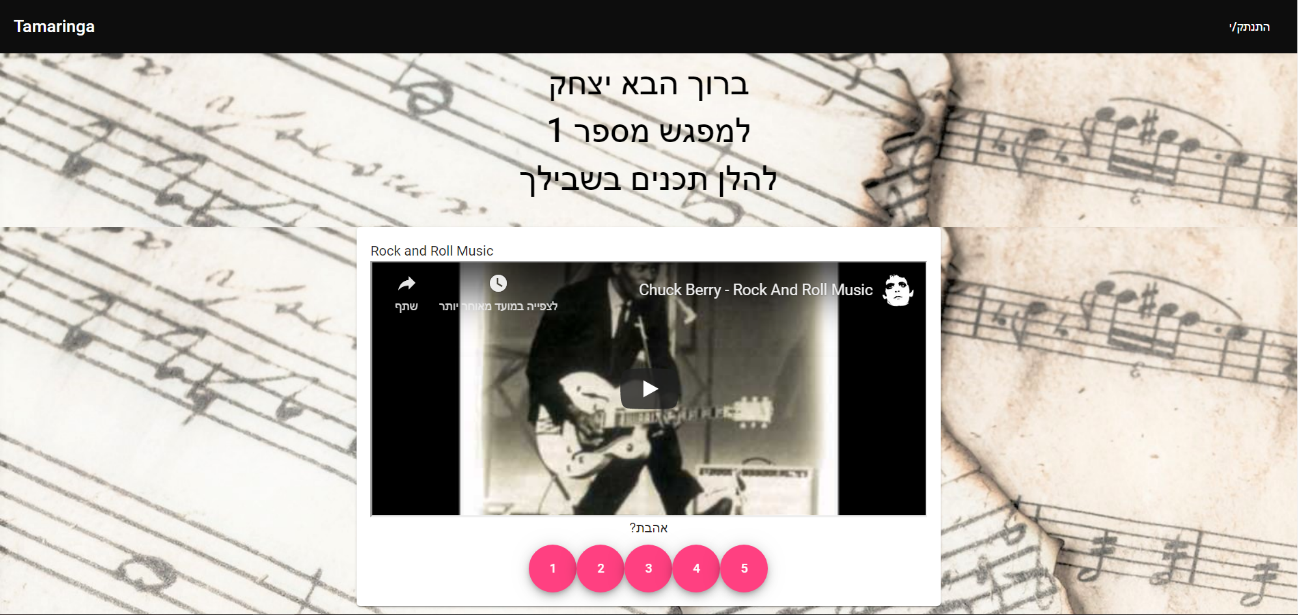 Tamaringa
התנתק/י
ברוך הבא יצחק
למפגש מספר 1
להלן תכנים בשבילך
Rock and Roll Music
Chuck Berry - Rock And Roll Music
לצפייה במועד מאוחר יותר
שתף
אהבת?
1 2 3 4 5